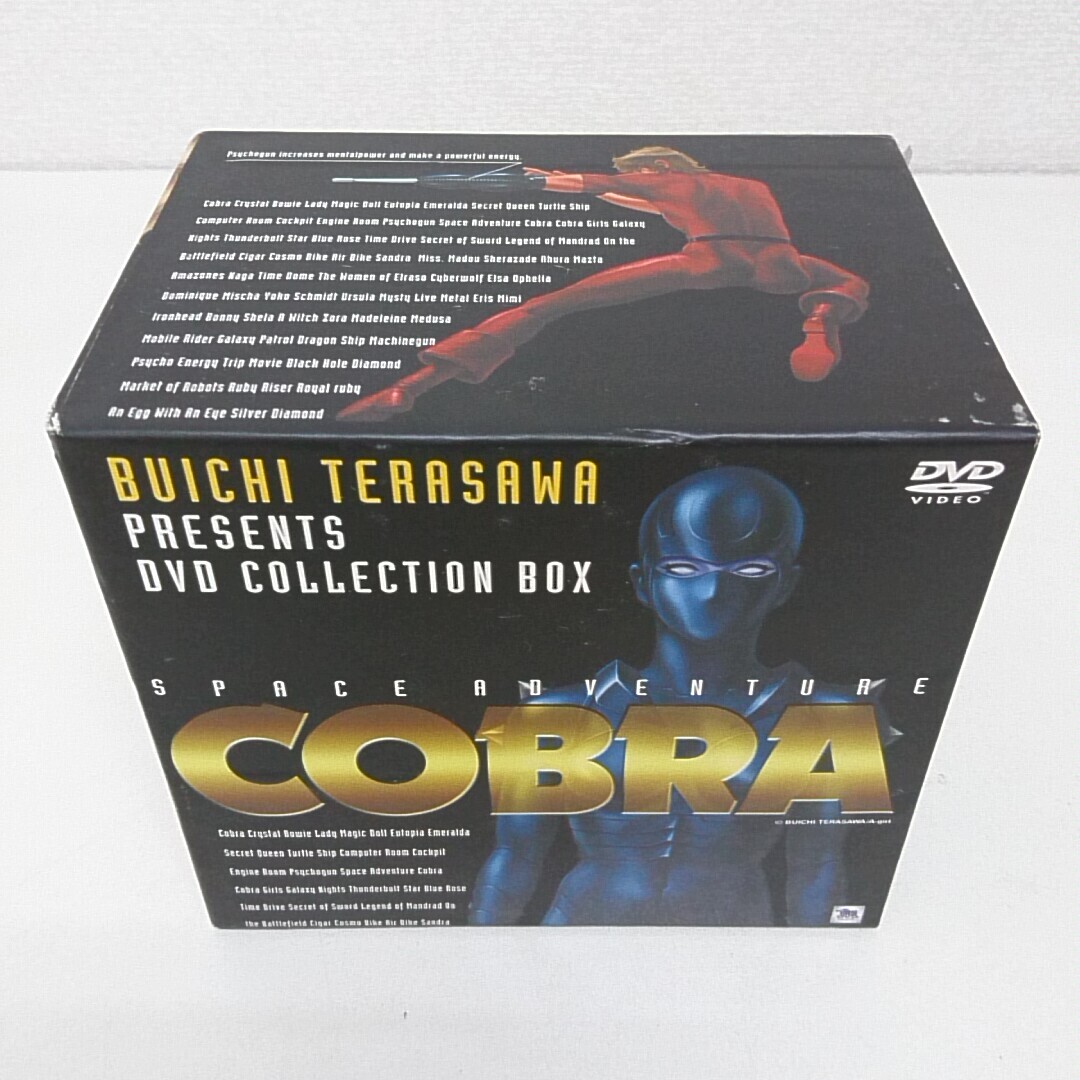 Psychogun increases mentalpower and make a powerful energy.
Cobra Crystal Bowie Lady Magic Doll Eutopia Emeralda Secret Queen Turtle Ship
Computer Room Cockpit Engine Room Psychogun Space Adventure Cobra Cobra Girls Galaxy
Nights Thunderbolt Star Blue Rose Time Drive Secret of Sword Legend of Mandrad On the
Battlefield Cigar Cosmo Bike Air Bike Sandra Miss. Madou Sherazade Ahura Mazta
Amazones Naga Time Dome The Women of Elraso Cyberwolf Elsa Ophelia
Dominique Mischa Yoko Schmidt Ursula Mysty Live Metal Eris Mimi
Ironhead Bonny Shela A Witch Zora Madeleine Medusa
Mobile Rider Galaxy Patrol Dragon Ship Machinegun
Psycho Energy Trip Movie Black Hole Diamond
Market of Robots Ruby Riser Royal ruby
An Egg With An Eye Silver Diamond
BUICHI TERASAWA
PRESENTS
DVD COLLECTION BOX
DVD
VIDEO
SPACE ADVENTURE
COBRA
© BUICHI TERASAWA/A-girl
Cobra Crystal Bowie Lady Magic Doll Eutopia Emeralda
Secret Queen Turtle Ship Computer Room Cockpit
Engine Room Psychogun Space Adventure Cobra
Cobra Girls Galaxy Nights Thunderbolt Star Blue Rose
Time Drive Secret of Sword Legend of Mandrad On
the Battlefield Cigar Cosmo Bike Air Bike Sandra